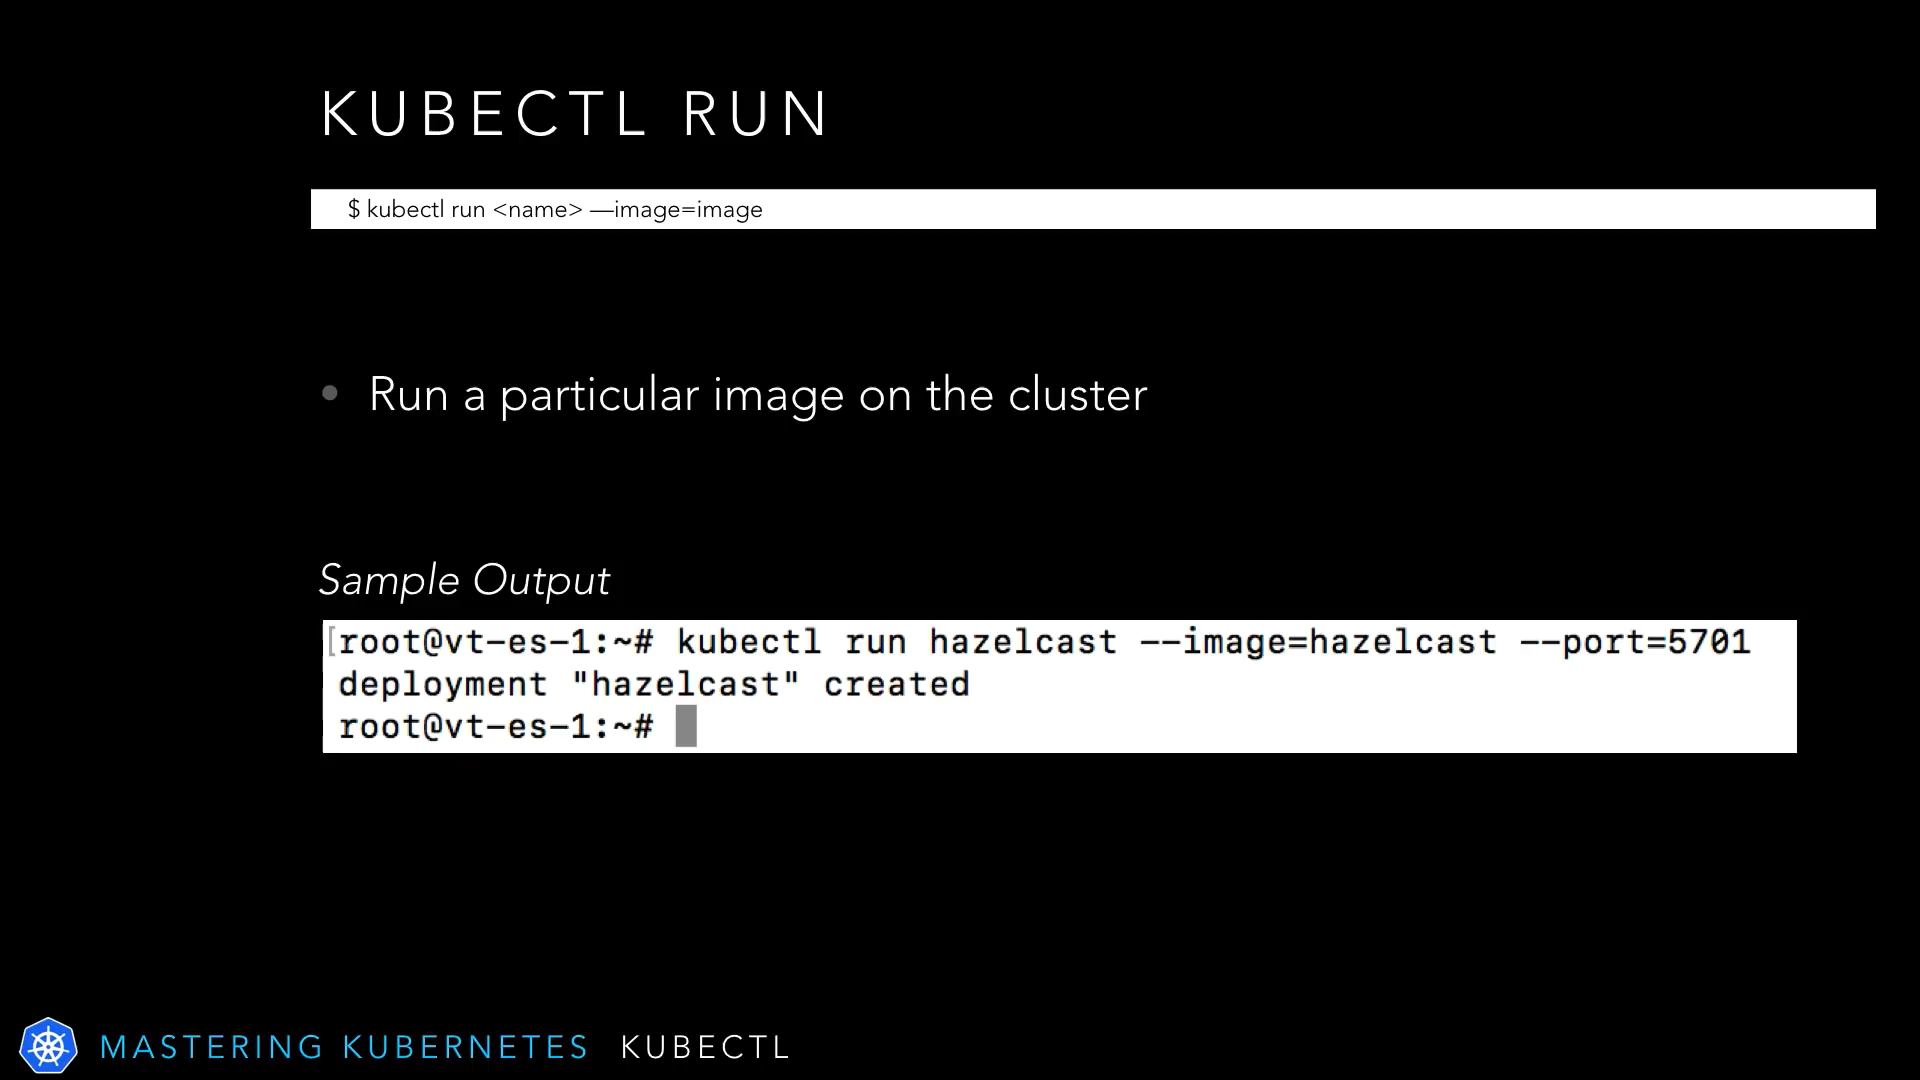 KUBECTL RUN
$ kubectl run <name> —image=image
• Run a particular image on the cluster
Sample Output
[root@vt-es-1:~# kubectl run hazelcast --image=hazelcast --port=5701
deployment "hazelcast" created
root@vt-es-1:~#
MASTERING KUBERNETES KUBECTL